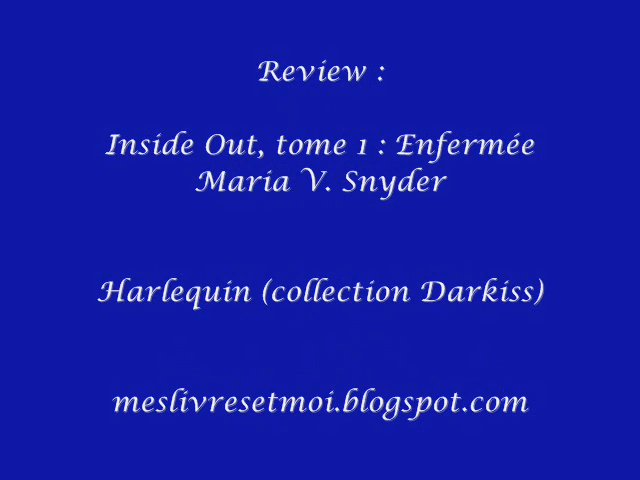 Review :
Inside Out, tome 1 : Enfermée
Maria V. Snyder
Harlequin (collection Darkiss)
meslivresetmoi.blogspot.com